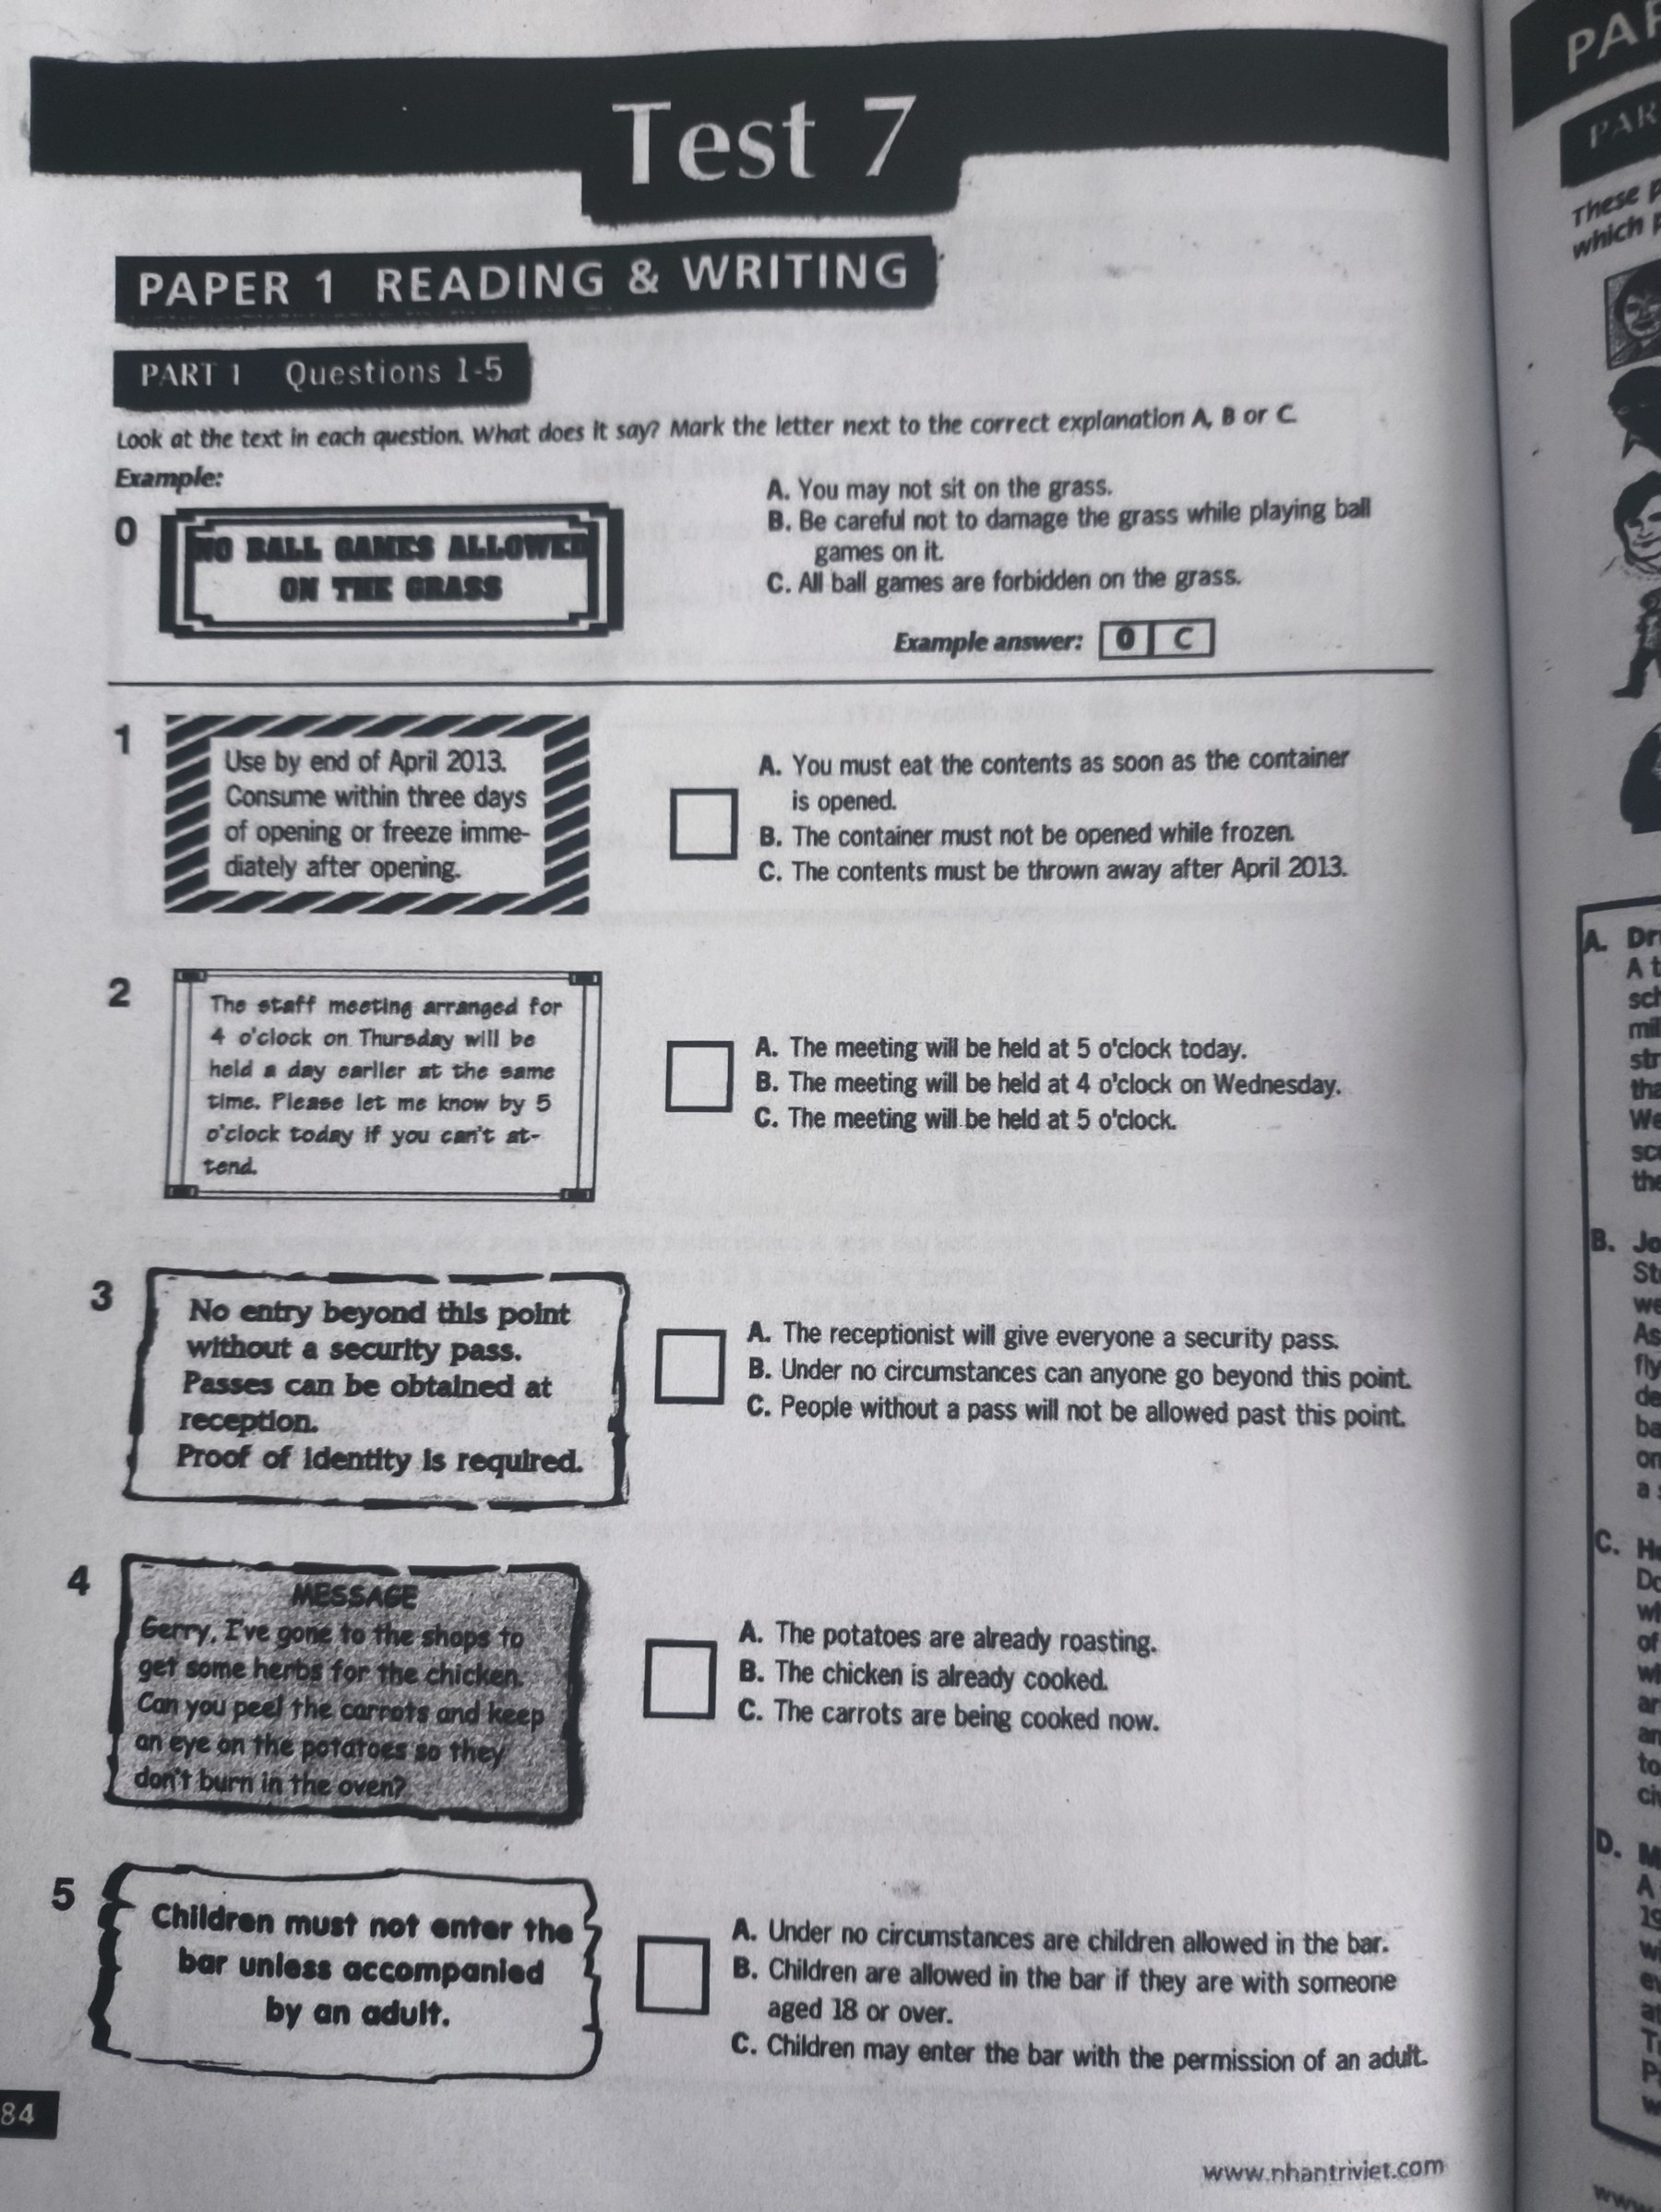 Test 7
PAPER 1 READING & WRITING
PART 1 Questions 1-5
Look at the text in each question. What does it say? Mark the letter next to the correct explanation A, B or C.
Example:
0
NO BALL GAMES ALLOWED
ON THE GRASS
A. You may not sit on the grass.
B. Be careful not to damage the grass while playing ball
games on it.
C. All ball games are forbidden on the grass.
Example answer: 0 C
1
Use by end of April 2013.
Consume within three days
of opening or freeze imme-
diately after opening.
A. You must eat the contents as soon as the container
is opened.
B. The container must not be opened while frozen.
C. The contents must be thrown away after April 2013.
2
The staff meeting arranged for
4 o'clock on Thursday will be
held a day earlier at the same
time. Please let me know by 5
o'clock today if you can't at-
tend.
A. The meeting will be held at 5 o'clock today.
B. The meeting will be held at 4 o'clock on Wednesday.
C. The meeting will be held at 5 o'clock.
3
No entry beyond this point
without a security pass.
Passes can be obtained at
reception.
Proof of identity is required.
A. The receptionist will give everyone a security pass.
B. Under no circumstances can anyone go beyond this point.
C. People without a pass will not be allowed past this point.
4
MESSAGE
Gerry, I've gone to the shops to
get some herbs for the chicken.
Can you peel the carrots and keep
an eye on the potatoes so they
don't burn in the oven?
A. The potatoes are already roasting.
B. The chicken is already cooked.
C. The carrots are being cooked now.
5
Children must not enter the
bar unless accompanied
by an adult.
A. Under no circumstances are children allowed in the bar.
B. Children are allowed in the bar if they are with someone
aged 18 or over.
C. Children may enter the bar with the permission of an adult.
84
www.nhantriviet.com
These
which
A.
A
B.
C.
D.
A